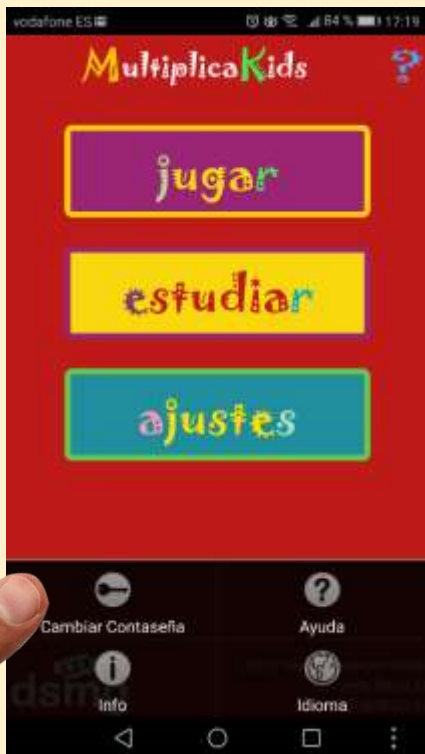 vodafone ES 84 % 17:19
MultiplicaKids
jugar
estudiar
ajustes
Cambiar Contaseña
Ayuda
Info
Idioma